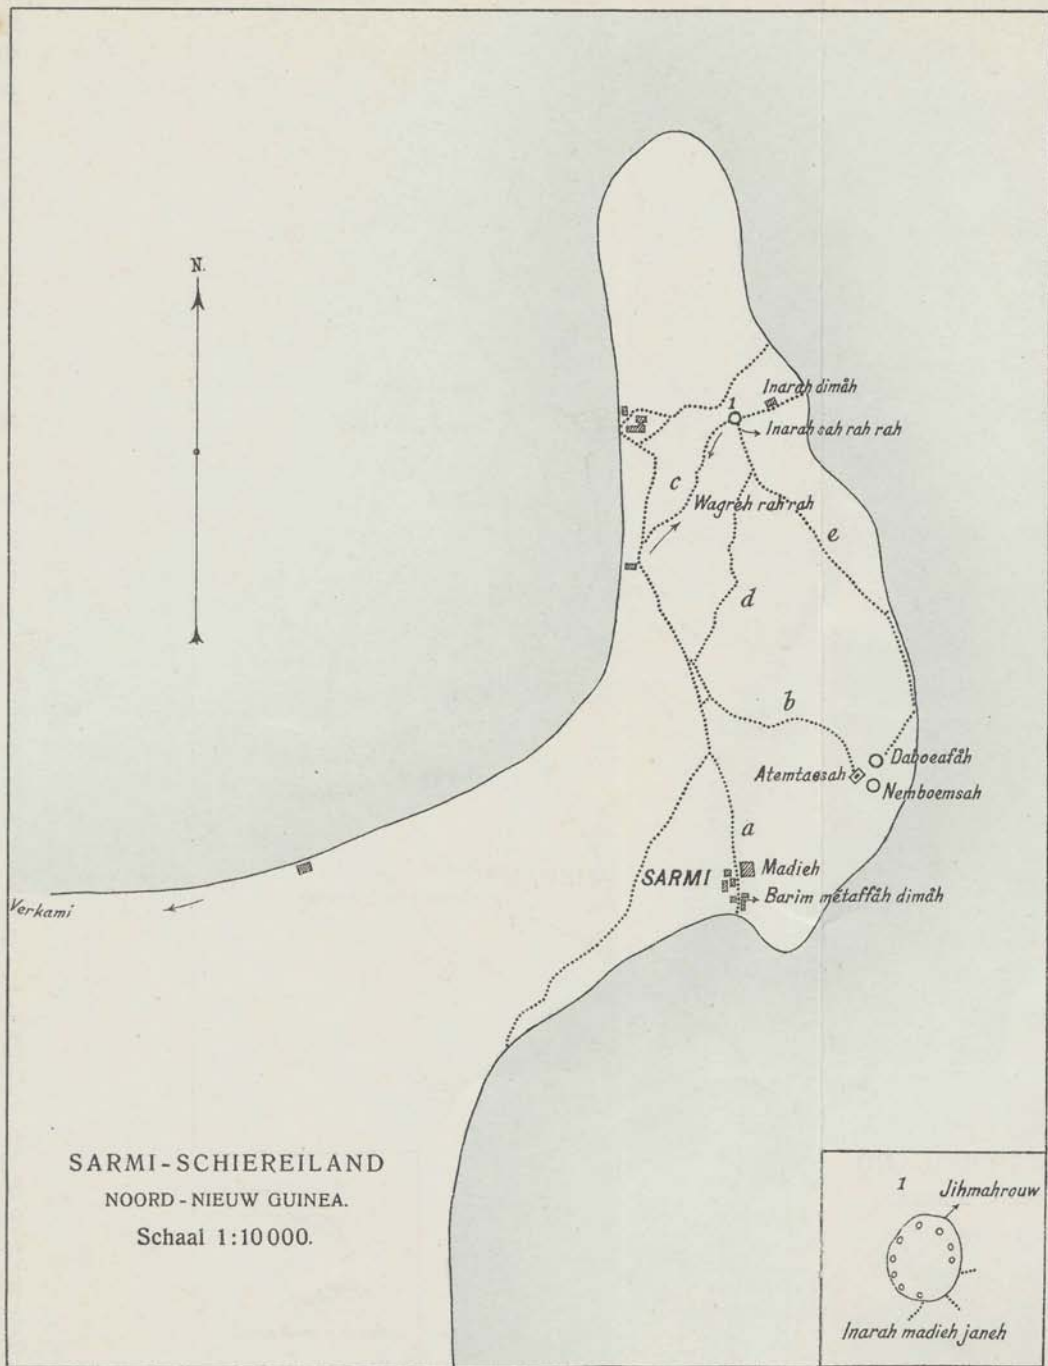 N.
Inarah dimâh
1
Inarah sah rah rah
c
Wagreh rah rah
e
d
b
Daboeafâh
Atemtaesah
Nemboemsah
a
SARMI
Madieh
Barim métaffâh dimâh
Verkami
SARMI-SCHIEREILAND
NOORD-NIEUW GUINEA.
Schaal 1:10000.
1
Jihmahrouw
Inarah madieh janeh